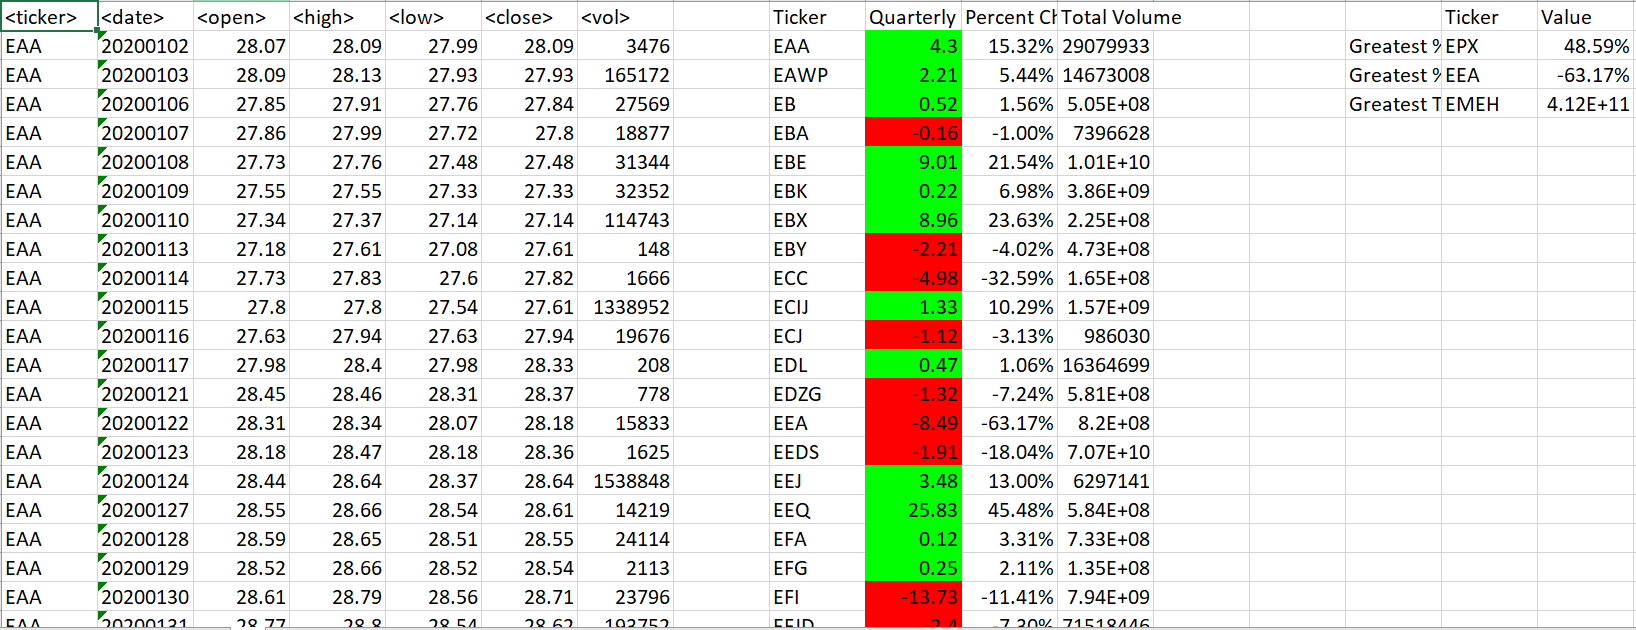 <ticker> <date> <open> <high> <low> <close> <vol> Ticker Quarterly Percent Ch Total Volume Ticker Value
EAA 20200102 28.07 28.09 27.99 28.09 3476 EAA 4.3 15.32% 29079933 Greatest % EPX 48.59%
EAA 20200103 28.09 28.13 27.93 27.93 165172 EAWP 2.21 5.44% 14673008 Greatest % EEA -63.17%
EAA 20200106 27.85 27.91 27.76 27.84 27569 EB 0.52 1.56% 5.05E+08 Greatest T EMEH 4.12E+11
EAA 20200107 27.86 27.99 27.72 27.8 18877 EBA -0.16 -1.00% 7396628
EAA 20200108 27.73 27.76 27.48 27.48 31344 EBE 9.01 21.54% 1.01E+10
EAA 20200109 27.55 27.55 27.33 27.33 32352 EBK 0.22 6.98% 3.86E+09
EAA 20200110 27.34 27.37 27.14 27.14 114743 EBX 8.96 23.63% 2.25E+08
EAA 20200113 27.18 27.61 27.08 27.61 148 EBY -2.21 -4.02% 4.73E+08
EAA 20200114 27.73 27.83 27.6 27.82 1666 ECC -4.98 -32.59% 1.65E+08
EAA 20200115 27.8 27.8 27.54 27.61 1338952 ECIJ 1.33 10.29% 1.57E+09
EAA 20200116 27.63 27.94 27.63 27.94 19676 ECJ -1.12 -3.13% 986030
EAA 20200117 27.98 28.4 27.98 28.33 208 EDL 0.47 1.06% 16364699
EAA 20200121 28.45 28.46 28.31 28.37 778 EDZG -1.32 -7.24% 5.81E+08
EAA 20200122 28.31 28.34 28.07 28.18 15833 EEA -8.49 -63.17% 8.2E+08
EAA 20200123 28.18 28.47 28.18 28.36 1625 EEDS -1.91 -18.04% 7.07E+10
EAA 20200124 28.44 28.64 28.37 28.64 1538848 EEJ 3.48 13.00% 6297141
EAA 20200127 28.55 28.66 28.54 28.61 14219 EEQ 25.83 45.48% 5.84E+08
EAA 20200128 28.59 28.65 28.51 28.55 24114 EFA 0.12 3.31% 7.33E+08
EAA 20200129 28.52 28.66 28.52 28.54 2113 EFG 0.25 2.11% 1.35E+08
EAA 20200130 28.61 28.79 28.56 28.71 23796 EFI -13.73 -11.41% 7.94E+09
EAA 20200131 28.77 28.8 28.54 28.62 193752 -7.30% 71518446